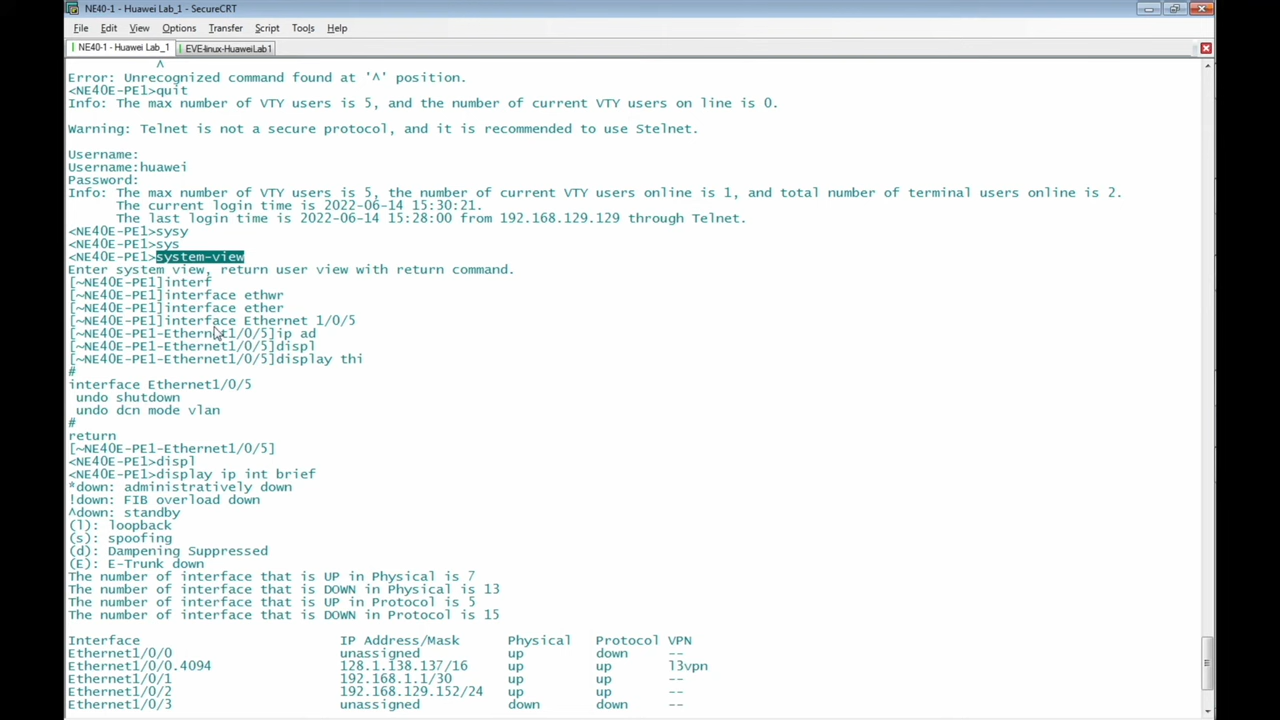 NE40-1 - Huawei Lab_1 - SecureCRT
File Edit View Options Transfer Script Tools Help
NE40-1 - Huawei Lab_1 EVE-linux-HuaweiLab1
^
Error: Unrecognized command found at '^' position.
<NE40E-PE1>quit
Info: The max number of VTY users is 5, and the number of current VTY users on line is 0.
Warning: Telnet is not a secure protocol, and it is recommended to use Stelnet.
Username:
Username:huawei
Password:
Info: The max number of VTY users is 5, the number of current VTY users online is 1, and total number of terminal users online is 2.
The current login time is 2022-06-14 15:30:21.
The last login time is 2022-06-14 15:28:00 from 192.168.129.129 through Telnet.
<NE40E-PE1>sysy
<NE40E-PE1>sys
<NE40E-PE1>system-view
Enter system view, return user view with return command.
[~NE40E-PE1]interf
[~NE40E-PE1]interface ethwr
[~NE40E-PE1]interface ether
[~NE40E-PE1]interface Ethernet 1/0/5
[~NE40E-PE1-Ethernet1/0/5]ip ad
[~NE40E-PE1-Ethernet1/0/5]displ
[~NE40E-PE1-Ethernet1/0/5]display thi
#
interface Ethernet1/0/5
undo shutdown
undo dcn mode vlan
#
return
[~NE40E-PE1-Ethernet1/0/5]
<NE40E-PE1>displ
<NE40E-PE1>display ip int brief
*down: administratively down
!down: FIB overload down
^down: standby
(l): loopback
(s): spoofing
(d): Dampening Suppressed
(E): E-Trunk down
The number of interface that is UP in Physical is 7
The number of interface that is DOWN in Physical is 13
The number of interface that is UP in Protocol is 5
The number of interface that is DOWN in Protocol is 15
Interface IP Address/Mask Physical Protocol VPN
Ethernet1/0/0 unassigned up down --
Ethernet1/0/0.4094 128.1.138.137/16 up up l3vpn
Ethernet1/0/1 192.168.1.1/30 up up --
Ethernet1/0/2 192.168.129.152/24 up up --
Ethernet1/0/3 unassigned down down --